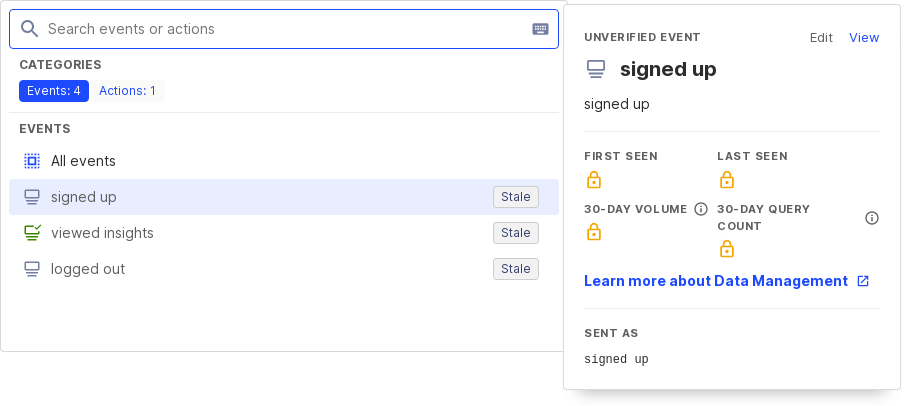 Search events or actions
CATEGORIES
Events: 4 Actions: 1
EVENTS
All events
signed up Stale
viewed insights Stale
logged out Stale
UNVERIFIED EVENT Edit View
signed up
signed up
FIRST SEEN LAST SEEN
30-DAY VOLUME 30-DAY QUERY
COUNT
Learn more about Data Management
SENT AS
signed up